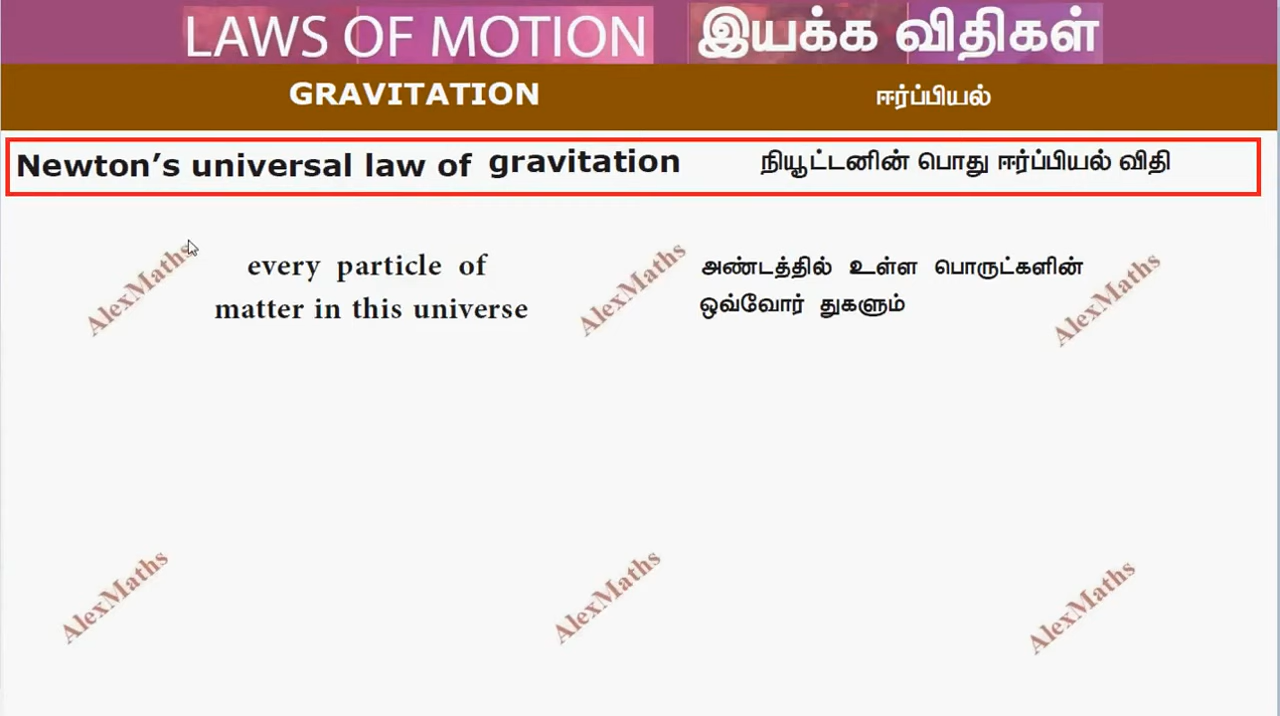 LAWS OF MOTION இயக்க விதிகள்
GRAVITATION ஈர்ப்பியல்
Newton’s universal law of gravitation நியூட்டனின் பொது ஈர்ப்பியல் விதி
every particle of
matter in this universe
அண்டத்தில் உள்ள பொருட்களின்
ஒவ்வோர் துகளும்
AlexMaths AlexMaths AlexMaths
AlexMaths AlexMaths AlexMaths